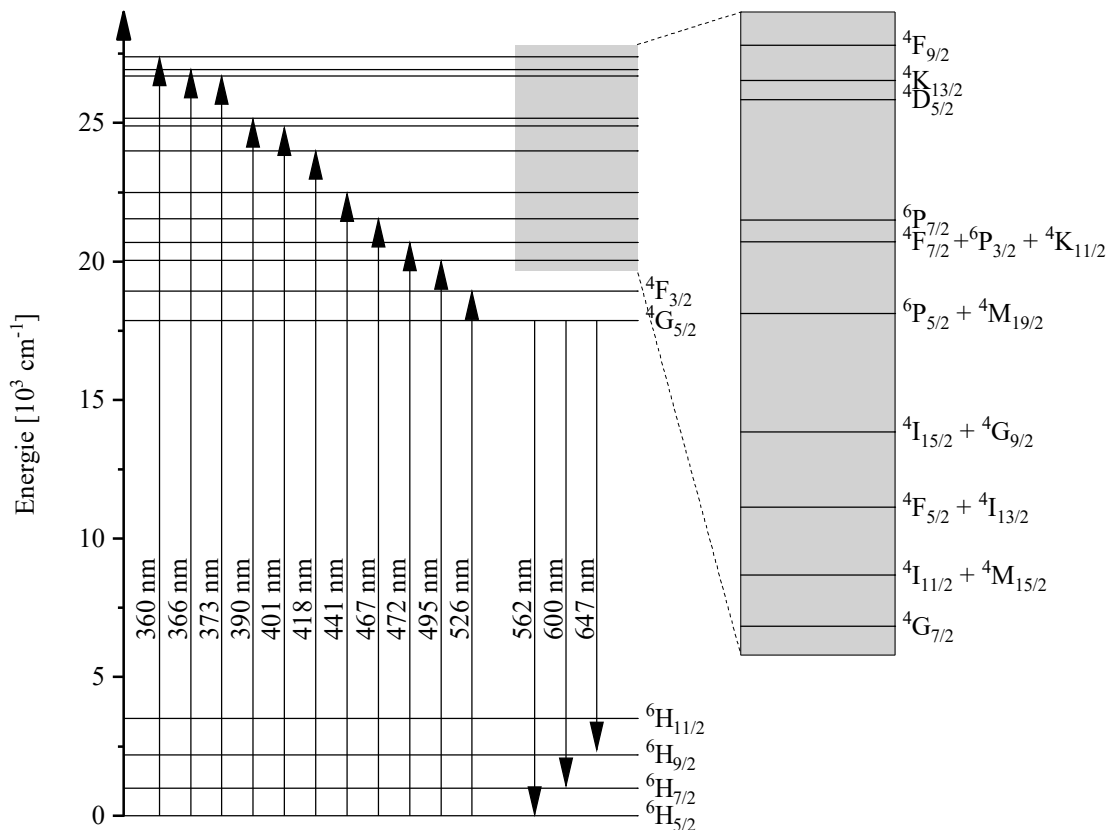 Energie [10³ cm⁻¹]
25
20
15
10
5
0
360 nm
366 nm
373 nm
390 nm
401 nm
418 nm
441 nm
467 nm
472 nm
495 nm
526 nm
562 nm
600 nm
647 nm
⁴F₃/₂
⁴G₅/₂
⁶H₁₁/₂
⁶H₉/₂
⁶H₇/₂
⁶H₅/₂
⁴F₉/₂
⁴K₁₃/₂
⁴D₅/₂
⁶P₇/₂
⁴F₇/₂ +⁶P₃/₂ + ⁴K₁₁/₂
⁶P₅/₂ + ⁴M₁₉/₂
⁴I₁₅/₂ + ⁴G₉/₂
⁴F₅/₂ + ⁴I₁₃/₂
⁴I₁₁/₂ + ⁴M₁₅/₂
⁴G₇/₂